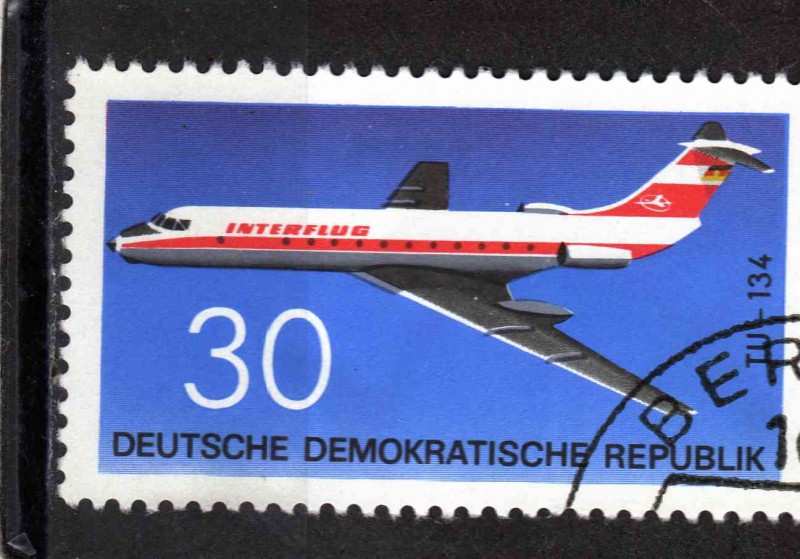 INTERFLUG
TU-134
30
DEUTSCHE DEMOKRATISCHE REPUBLIK
BER